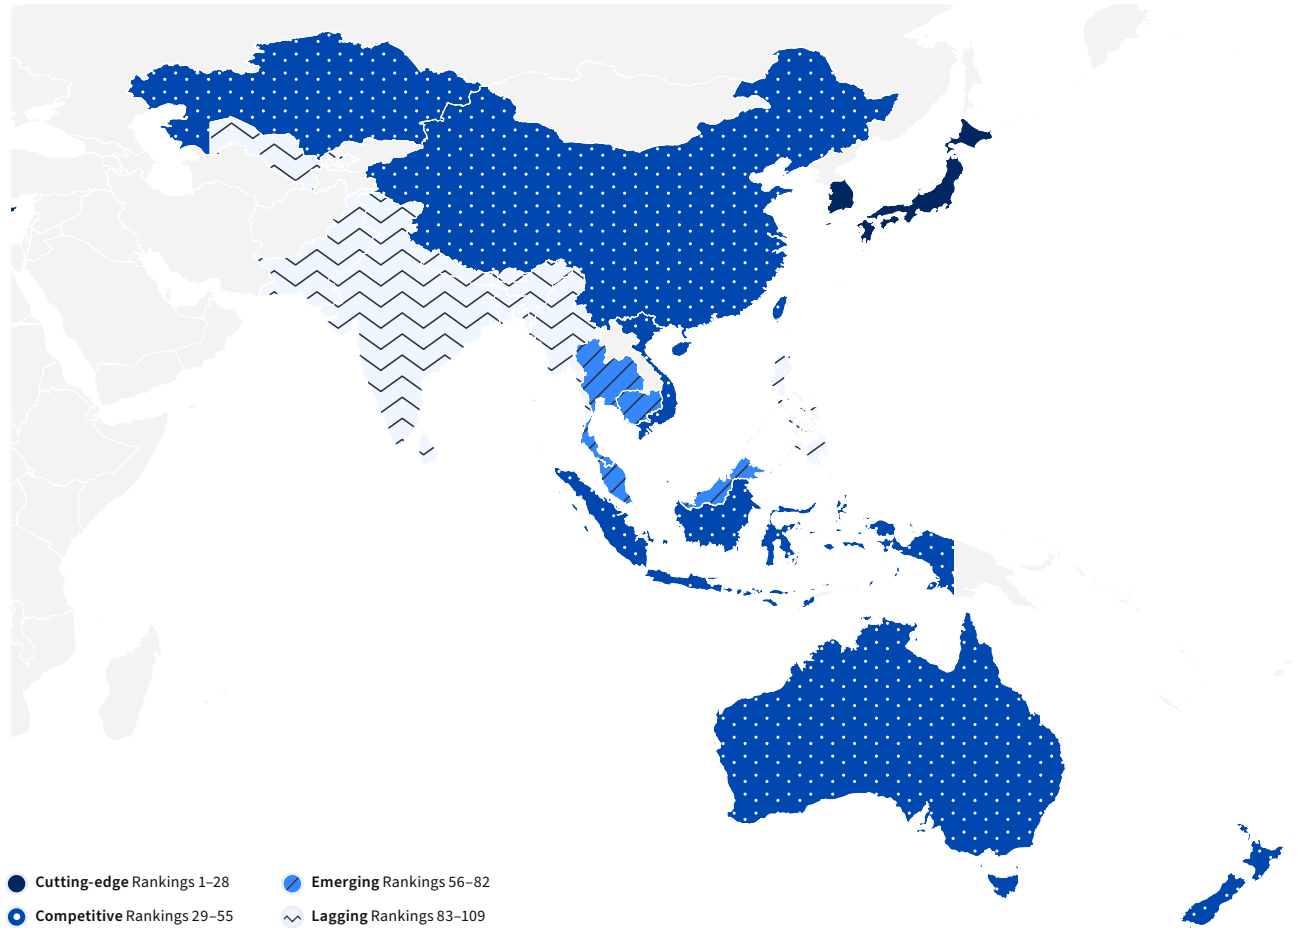 Cutting-edge Rankings 1–28
Competitive Rankings 29–55
Emerging Rankings 56–82
Lagging Rankings 83–109